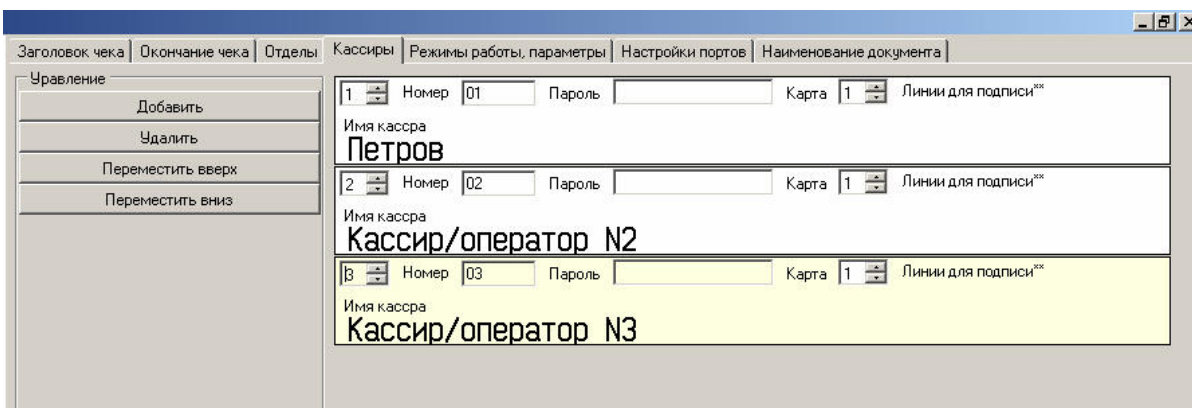 Заголовок чека Окончание чека Отделы Кассиры Режимы работы, параметры Настройки портов Наименование документа
Уравление
Добавить
Удалить
Переместить вверх
Переместить вниз
1 Номер 01 Пароль Карта 1 Линии для подписи**
Имя кассра
Петров
2 Номер 02 Пароль Карта 1 Линии для подписи**
Имя кассра
Кассир/оператор N2
3 Номер 03 Пароль Карта 1 Линии для подписи**
Имя кассра
Кассир/оператор N3